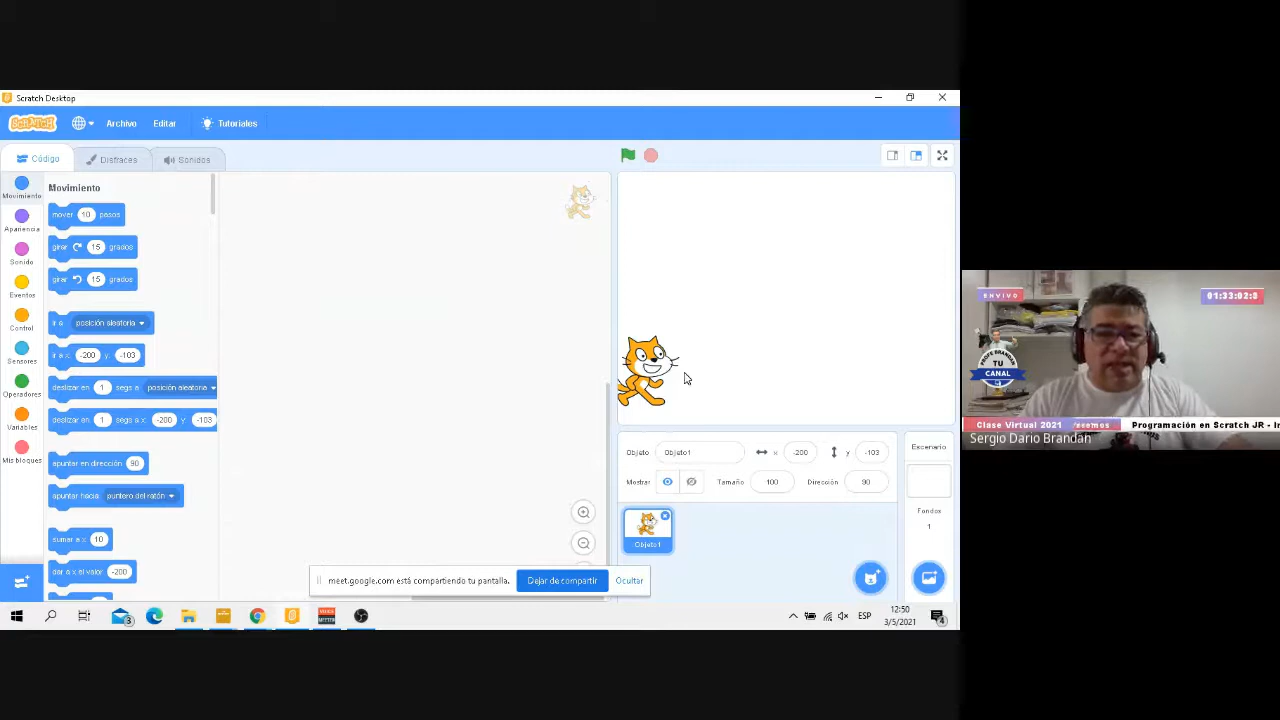 Scratch Desktop
SCRATCH Archivo Editar Tutoriales
Código Disfraces Sonidos
Movimiento
Apariencia
Sonido
Eventos
Control
Sensores
Operadores
Variables
Mis bloques
Movimiento
mover 10 pasos
girar 15 grados
girar 15 grados
ir a posición aleatoria
ir a x: -200 y: -103
deslizar en 1 segs a posición aleatoria
deslizar en 1 segs a x: -200 y: -103
apuntar en dirección 90
apuntar hacia puntero del ratón
sumar a x 10
dar a x el valor -200
Objeto Objeto1 x -200 y -103
Mostrar Tamaño 100 Dirección 90
Objeto1
Escenario
Fondos
1
meet.google.com está compartiendo tu pantalla. Dejar de compartir Ocultar
3
ESP
12:50
3/5/2021
4
ENVIVO
01:33:02:8
PROFE BRANDAN
TU
CANAL
Clase Virtual 2021
Programación en Scratch JR - In
Sergio Dario Brandan